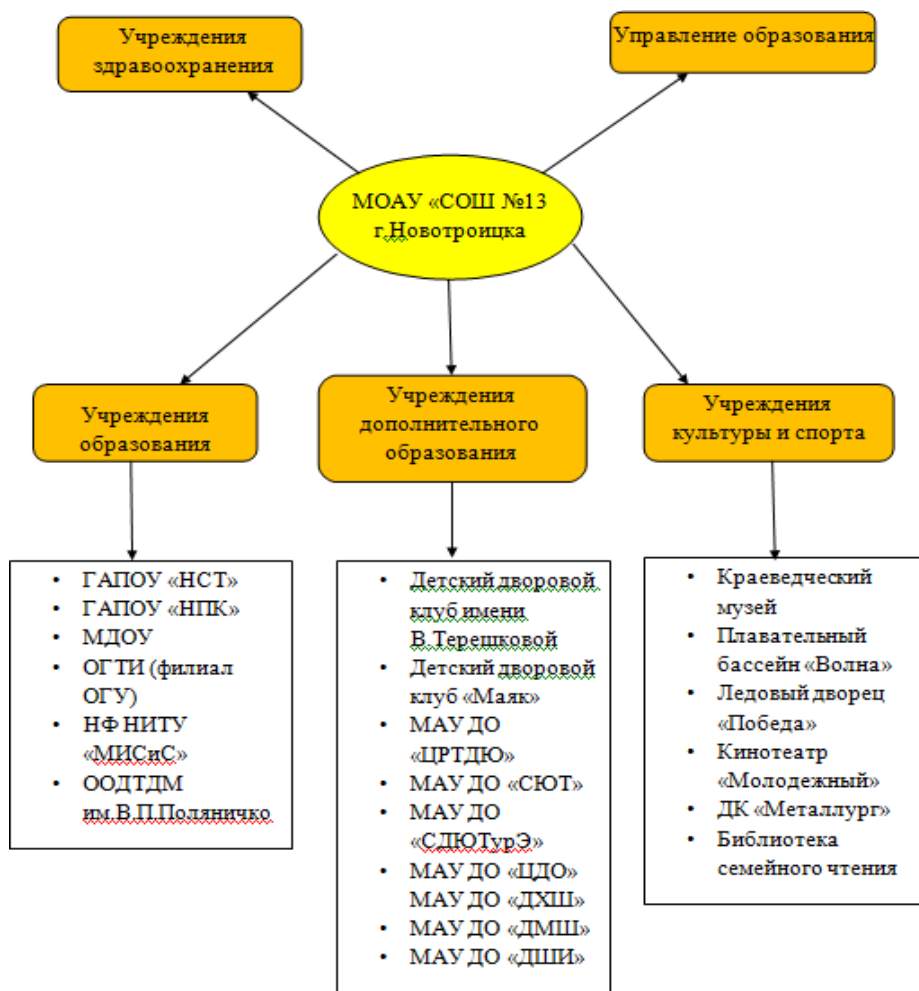 Учреждения
здравоохранения
Управление образования
МОАУ «СОШ №13
г.Новотроицка
Учреждения
образования
Учреждения
дополнительного
образования
Учреждения
культуры и спорта
• ГАПОУ «НСТ»
• ГАПОУ «НПК»
• МДОУ
• ОГТИ (филиал
ОГУ)
• НФ НИТУ
«МИСиС»
• ООДТДМ
им.В.П.Поляничко
• Детский дворовой
клуб имени
В.Терешковой
• Детский дворовой
клуб «Маяк»
• МАУ ДО
«ЦРТДЮ»
• МАУ ДО «СЮТ»
• МАУ ДО
«СДЮТурЭ»
• МАУ ДО «ЦДО»
МАУ ДО «ДХШ»
• МАУ ДО «ДМШ»
• МАУ ДО «ДШИ»
• Краеведческий
музей
• Плавательный
бассейн «Волна»
• Ледовый дворец
«Победа»
• Кинотеатр
«Молодежный»
• ДК «Металлург»
• Библиотека
семейного чтения